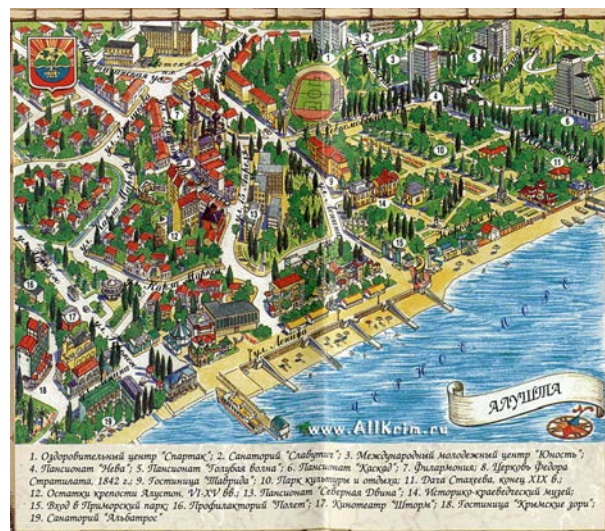 ЧЕРНОЕ МОРЕ
АЛУШТА
www.AllKrim.ru
1. Оздоровительный центр "Спартак"; 2. Санаторий "Славутич"; 3. Международный молодежный центр "Юность";
4. Пансионат "Нева"; 5. Пансионат "Голубая волна"; 6. Пансионат "Каскад"; 7. Филармония; 8. Церковь Федора
Стратилата, 1842 г.; 9. Гостиница "Таврида"; 10. Парк культуры и отдыха; 11. Дача Стахеева, конец XIX в.;
12. Остатки крепости Алустон, VI-XV вв.; 13. Пансионат "Северная Двина"; 14. Историко-краеведческий музей;
15. Вход в Приморский парк; 16. Профилакторий "Полет"; 17. Кинотеатр "Шторм"; 18. Гостиница "Кримские зори";
19. Санаторий "Альбатрос"